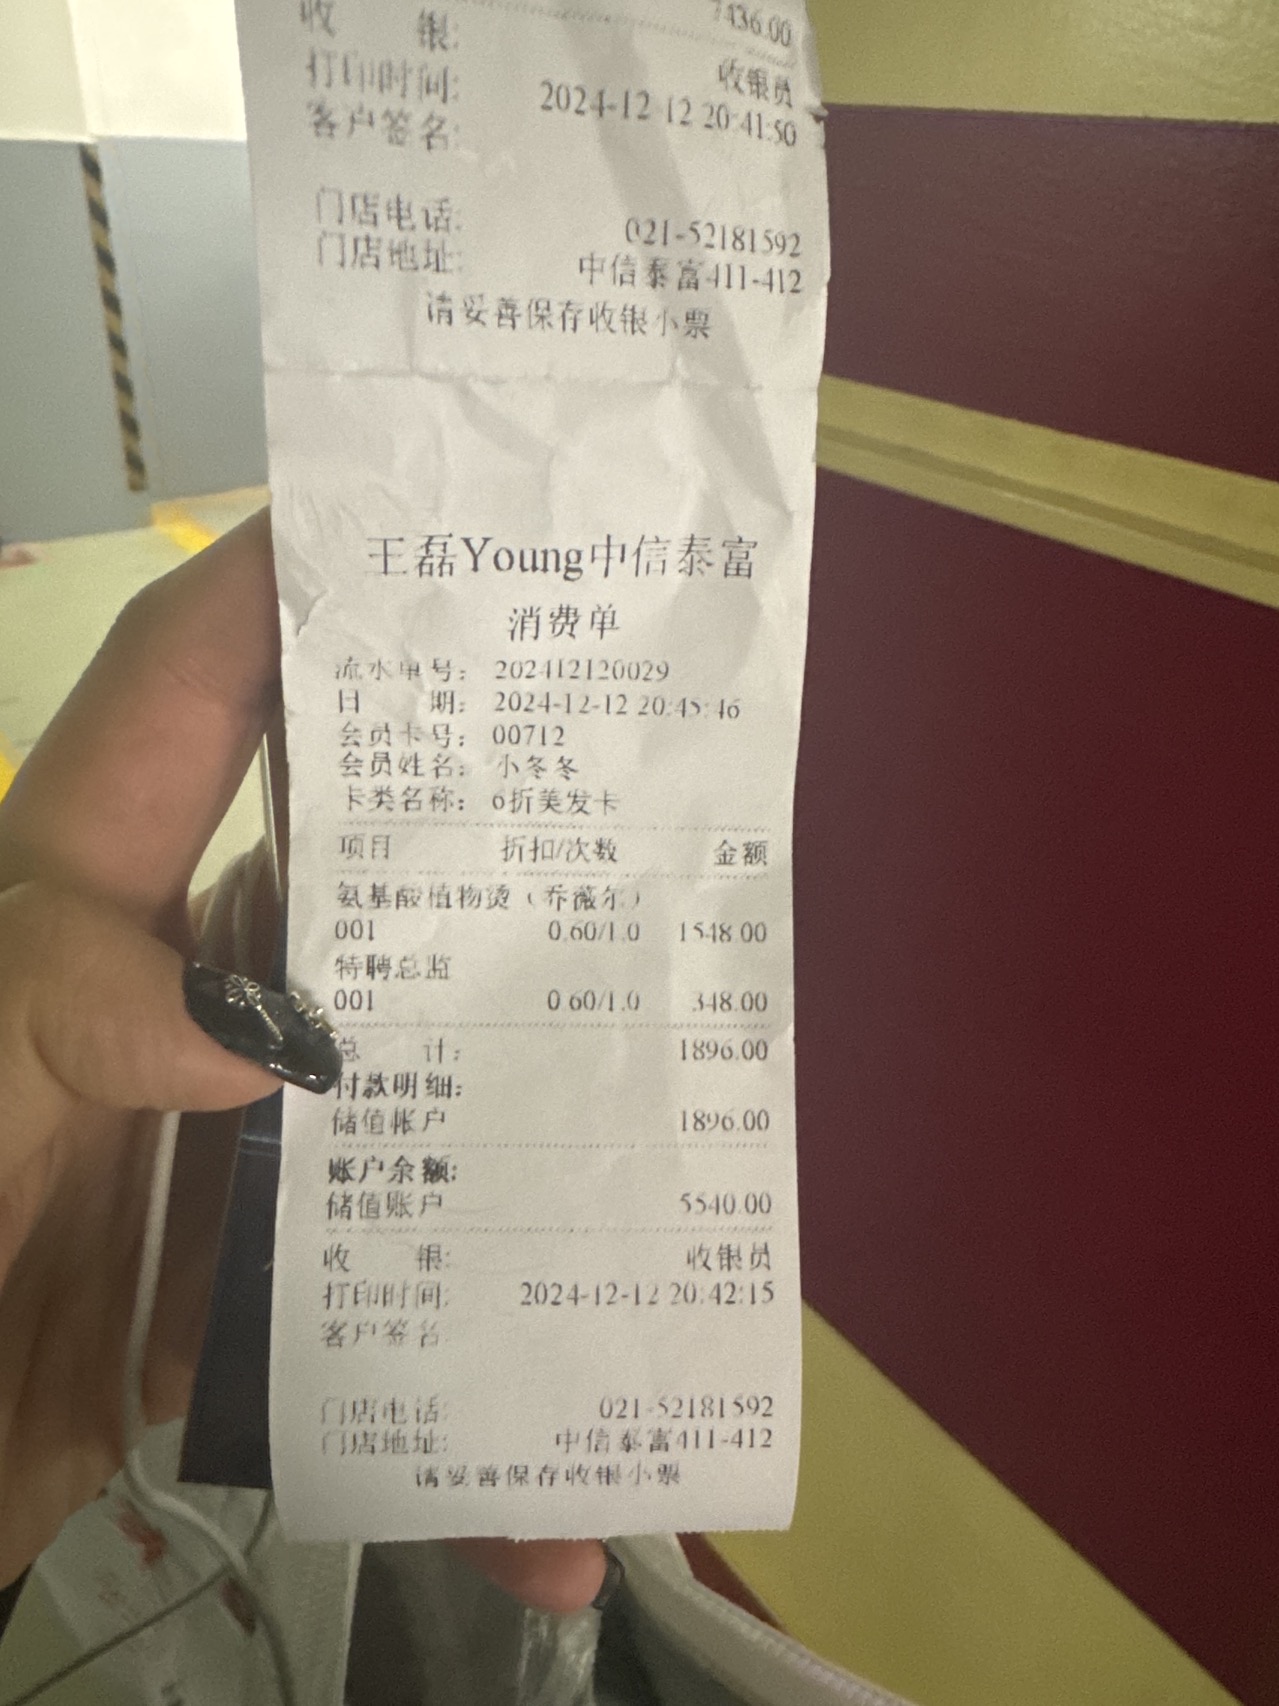 7436.00
收 银: 收银员
打印时间: 2024-12-12 20:41:50
客户签名:
门店电话: 021-52181592
门店地址: 中信泰富411-412
请妥善保存收银小票
王磊Young中信泰富
消费单
流水单号: 202412120029
日 期: 2024-12-12 20:45:46
会员卡号: 00712
会员姓名: 小冬冬
卡类名称: 6折美发卡
项目 折扣/次数 金额
氨基酸植物烫（乔薇尔）
001 0.60/1.0 1548.00
特聘总监
001 0.60/1.0 348.00
总 计: 1896.00
付款明细:
储值帐户 1896.00
账户余额:
储值账户 5540.00
收 银: 收银员
打印时间: 2024-12-12 20:42:15
客户签名
门店电话: 021-52181592
门店地址: 中信泰富411-412
请妥善保存收银小票